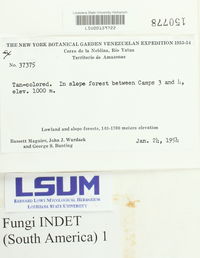 Louisiana State University Herbarium
LSU00129722
150778
THE NEW YORK BOTANICAL GARDEN VENEZUELAN EXPEDITION 1953-54
Cerro de la Neblina, Río Yatua
Territorio de Amazonas
No. 37375
Tan-colored. In slope forest between Camps 3 and 4,
elev. 1000 m.
Lowland and slope forests, 140-1700 meters elevation
Bassett Maguire, John J. Wurdack
and George S. Bunting
Jan. 24, 1954
LSUM
BERNARD LOWY MYCOLOGICAL HERBARIUM
LOUISIANA STATE UNIVERSITY
Fungi INDET
(South America) 1